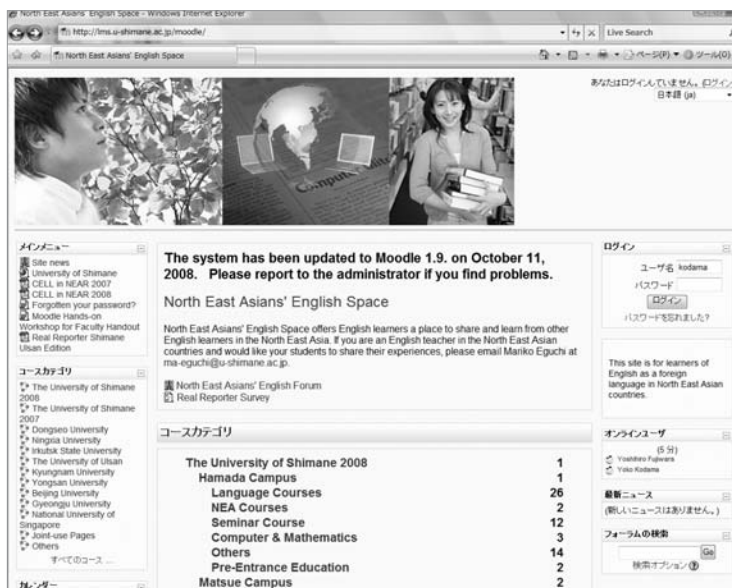 North East Asians' English Space - Windows Internet Explorer
http://lms.u-shimane.ac.jp/moodle/
Live Search
North East Asians' English Space
ページ(P)
ツール(O)
あなたはログインしていません。(ログイン
日本語 (ja)
メインメニュー
Site news
University of Shimane
CELL in NEAR 2007
CELL in NEAR 2008
Forgotten your password?
Moodle Hands-on
Workshop for Faculty Handout
Real Reporter Shimane
Ulsan Edition
コースカテゴリ
The University of Shimane
2008
The University of Shimane
2007
Dongseo University
Ningxia University
Irkutsk State University
The University of Ulsan
Kyungnam University
Yongsan University
Beijing University
Gyeongju University
National University of
Singapore
Joint-use Pages
Others
すべてのコース ...
カレンダー
The system has been updated to Moodle 1.9. on October 11,
2008. Please report to the administrator if you find problems.
North East Asians' English Space
North East Asians' English Space offers English learners a place to share and learn from other
English learners in the North East Asia. If you are an English teacher in the North East Asian
countries and would like your students to share their experiences, please email Mariko Eguchi at
ma-eguchi@u-shimane.ac.jp.
North East Asians' English Forum
Real Reporter Survey
コースカテゴリ
The University of Shimane 2008 1
Hamada Campus 1
Language Courses 26
NEA Courses 2
Seminar Course 12
Computer & Mathematics 3
Others 14
Pre-Entrance Education 2
Matsue Campus 2
ログイン
ユーザ名 kodama
パスワード
ログイン
パスワードを忘れました?
This site is for learners of
English as a foreign
language in North East Asian
countries.
オンラインユーザ
(5 分)
Yoshihiro Fujiwara
Yoko Kodama
最新ニュース
(新しいニュースはありません。)
フォーラムの検索
Go
検索オプション